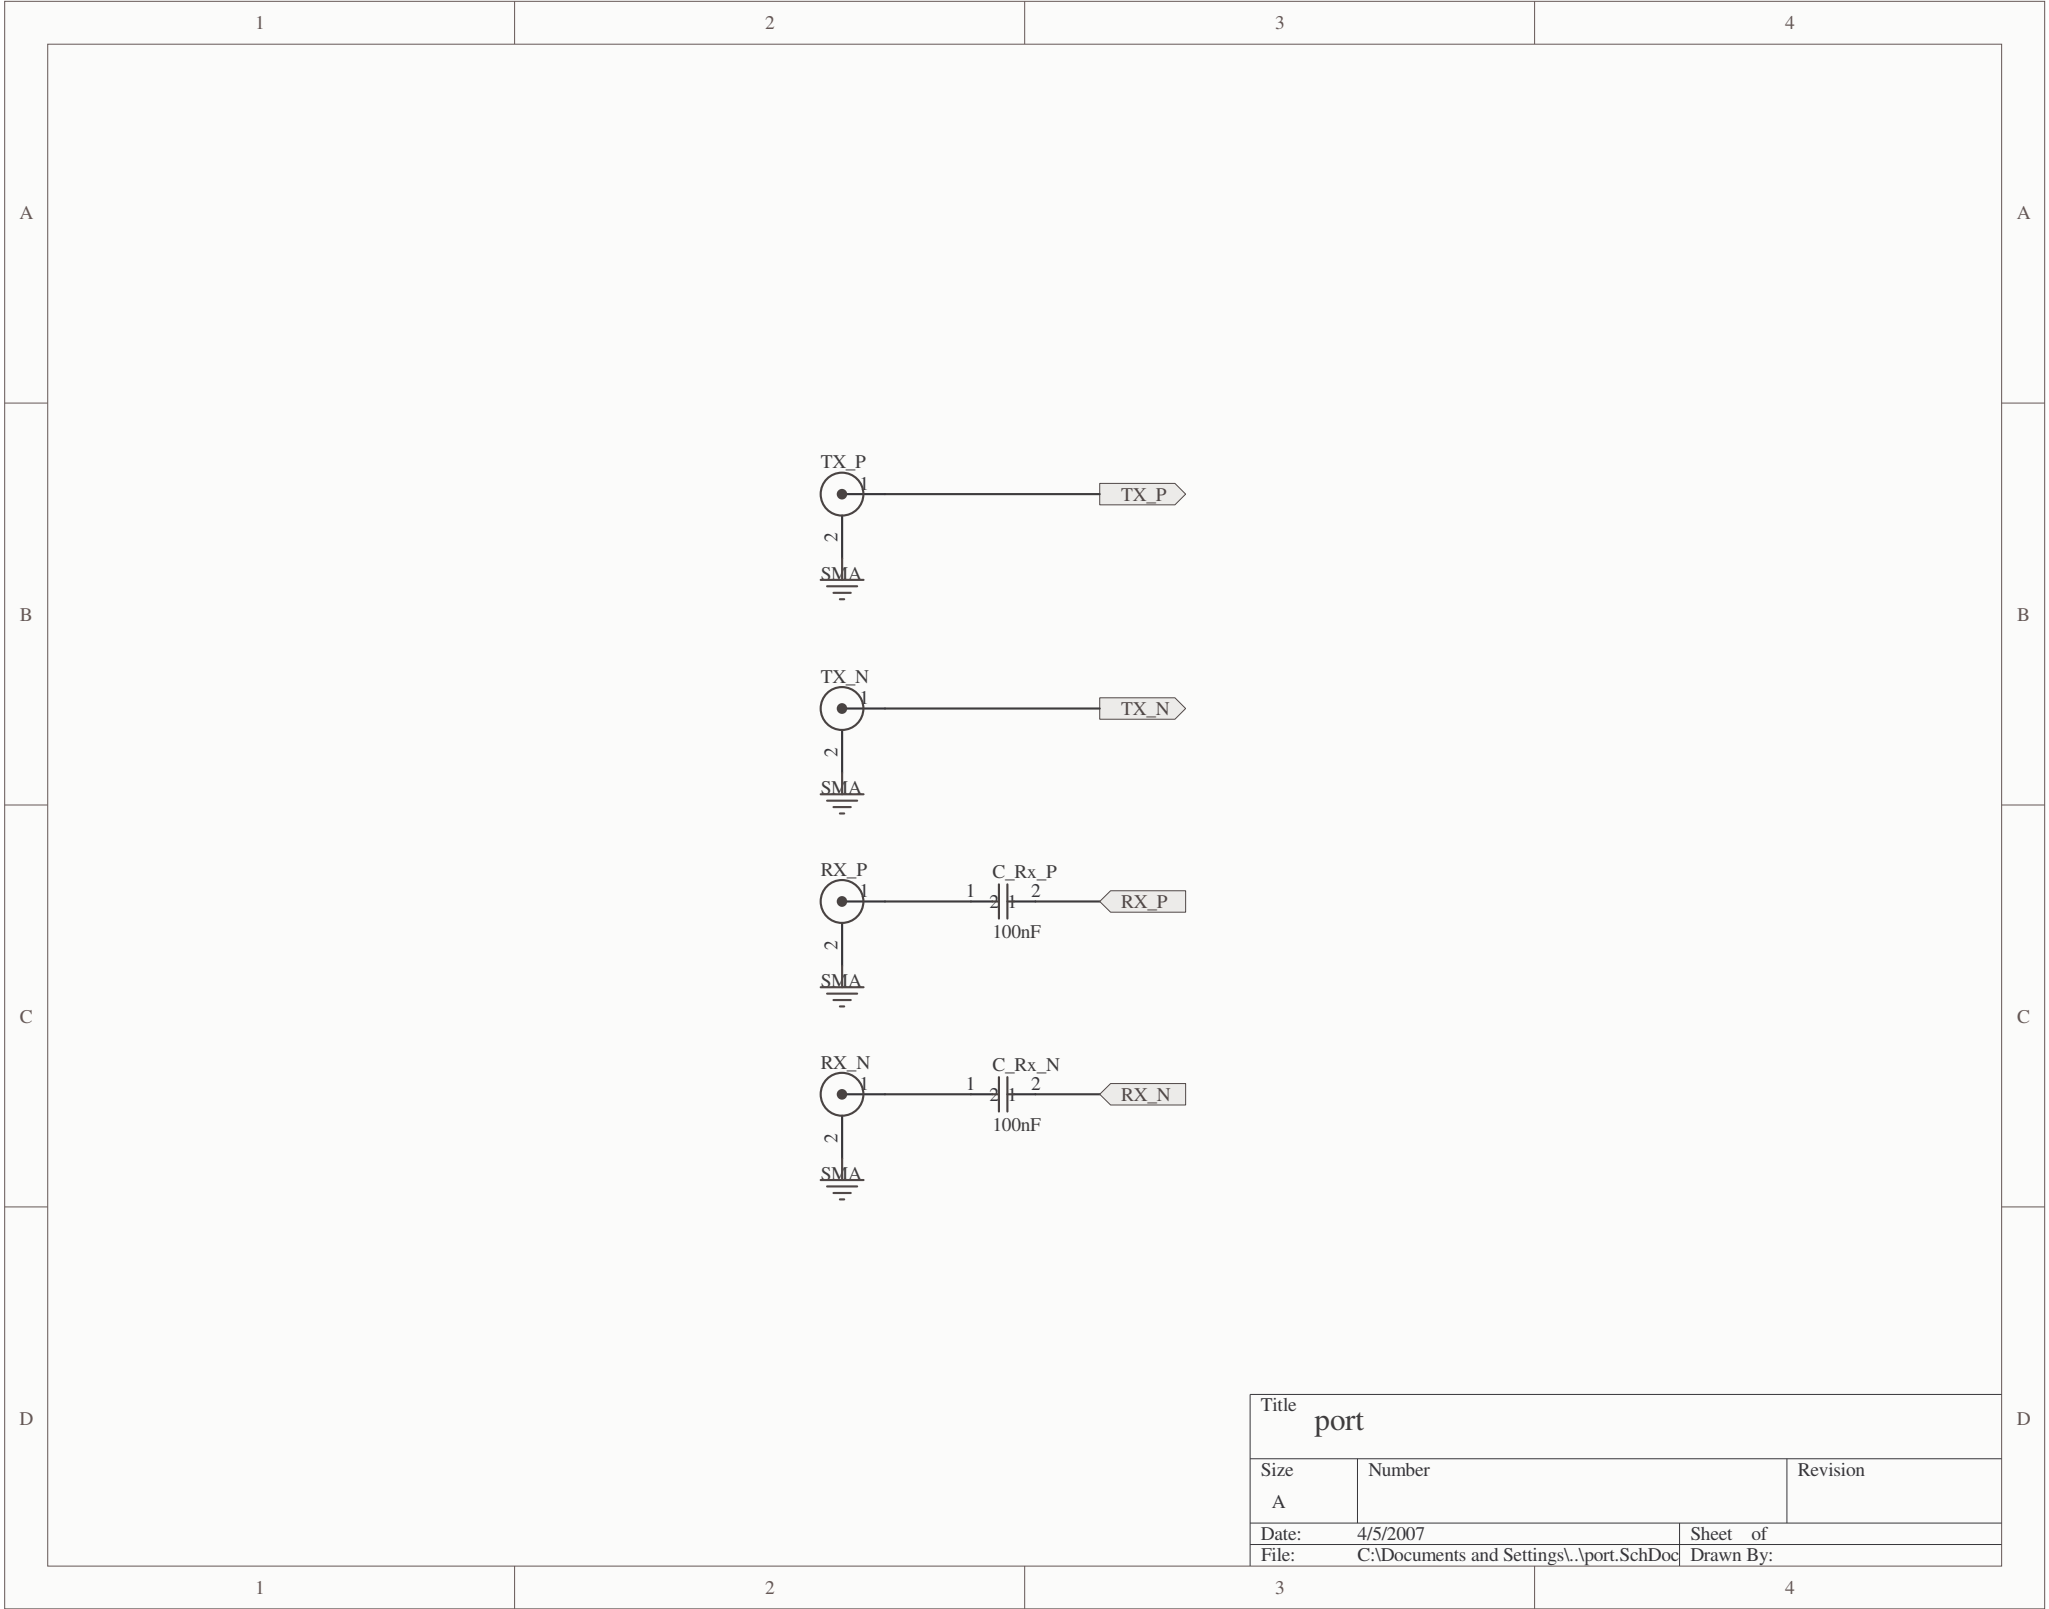 1 2 3 4
A A
TX_P
1 TX_P
2
SMA
B B
TX_N
1 TX_N
2
SMA
RX_P C_Rx_P
1 1 2 2 1 RX_P
100nF
2
SMA
C C
RX_N C_Rx_N
1 1 2 2 1 RX_N
100nF
2
SMA
D D
Title port
Size Number Revision
A
Date: 4/5/2007 Sheet of
File: C:\Documents and Settings\..\port.SchDoc Drawn By:
1 2 3 4